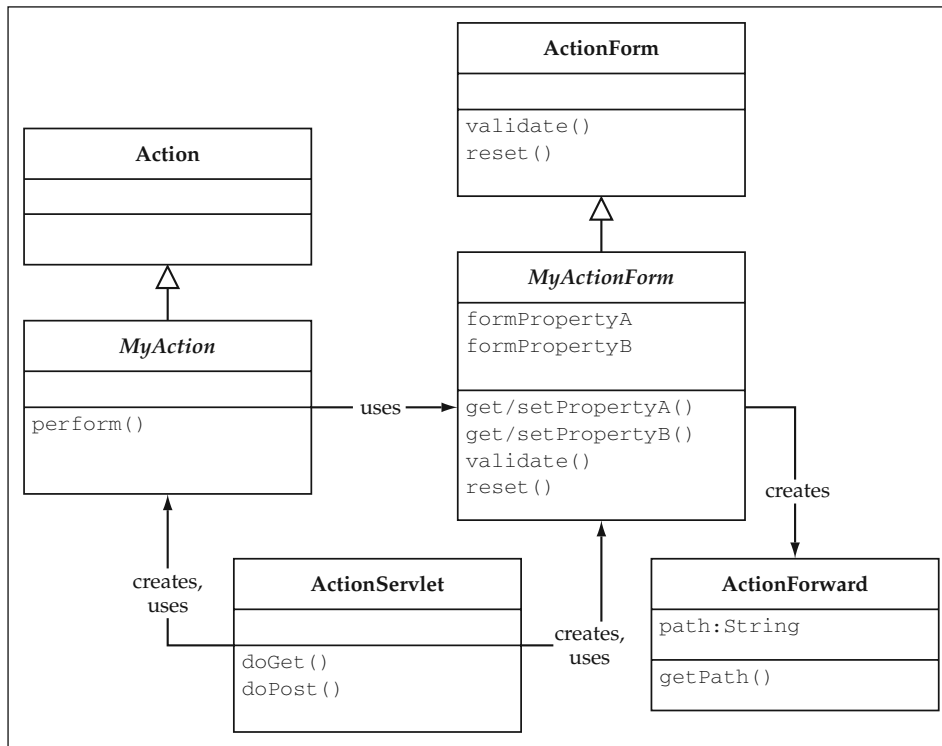 ActionForm
validate()
reset()
Action
MyAction
perform()
uses
MyActionForm
formPropertyA
formPropertyB
get/setPropertyA()
get/setPropertyB()
validate()
reset()
creates
creates,
uses
ActionServlet
doGet()
doPost()
creates,
uses
ActionForward
path:String
getPath()